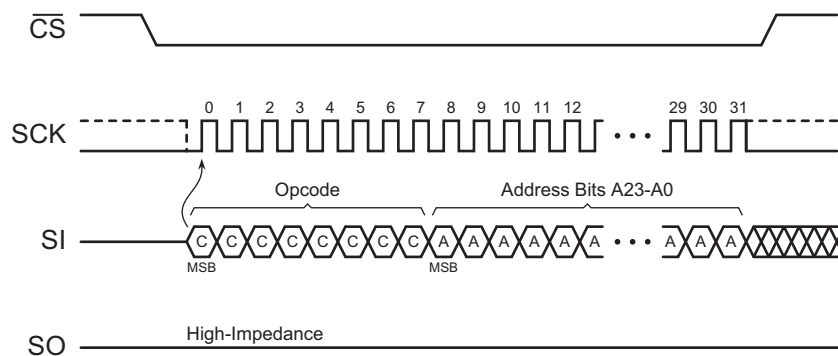 CS
0 1 2 3 4 5 6 7 8 9 10 11 12 29 30 31
SCK
Opcode Address Bits A23-A0
SI C C C C C C C C A A A A A A A A A
MSB MSB
High-Impedance
SO